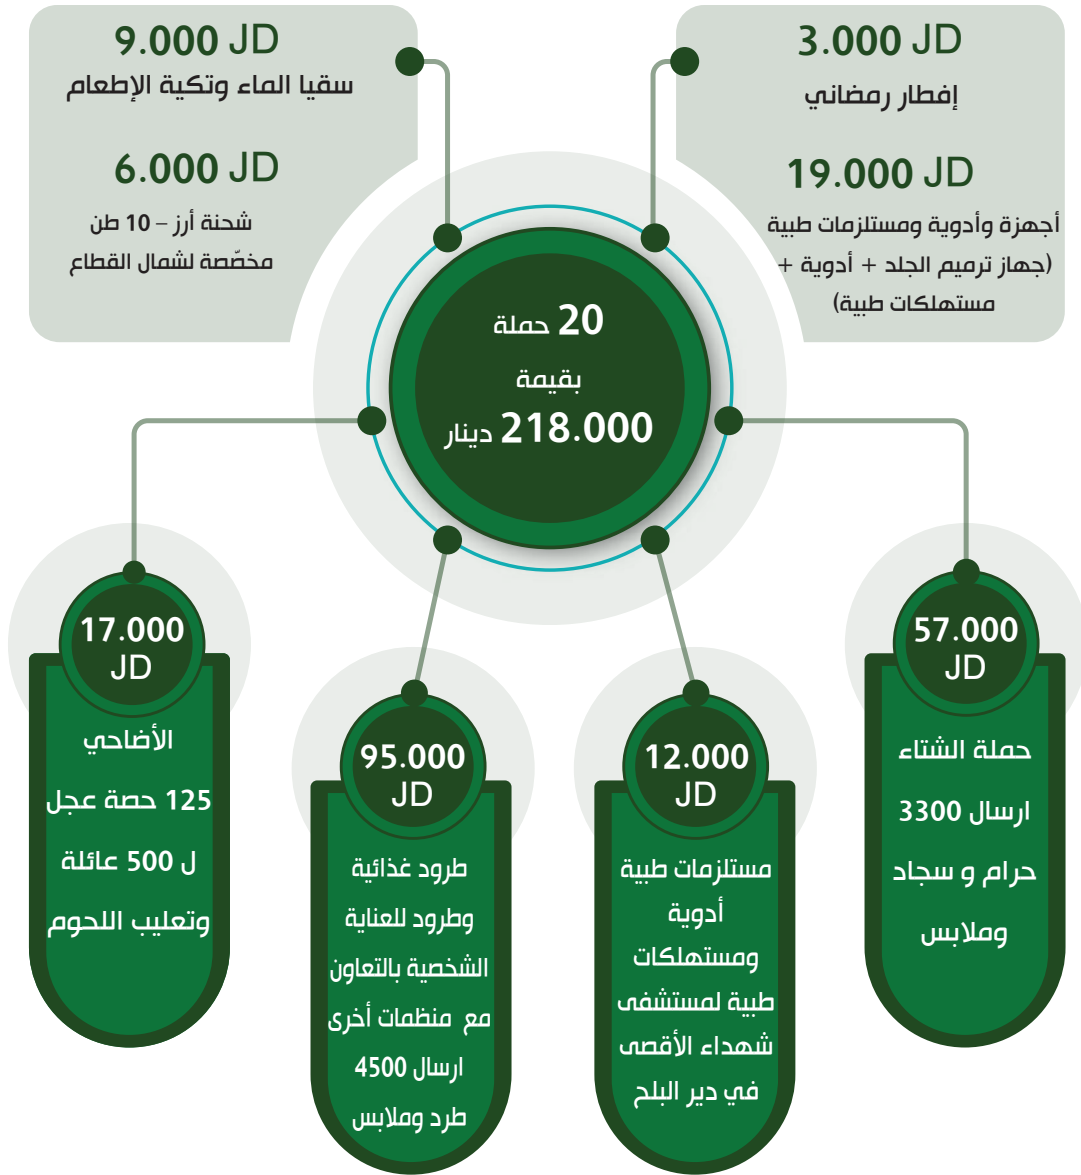 3.000 JD
إفطار رمضاني
19.000 JD
أجهزة وأدوية ومستلزمات طبية
(جهاز ترميم الجلد + أدوية +
مستهلكات طبية)
9.000 JD
سقيا الماء وتكية الإطعام
6.000 JD
شحنة أرز – 10 طن
مخصّصة لشمال القطاع
20 حملة
بقيمة
218.000 دينار
57.000
JD
حملة الشتاء
ارسال 3300
حرام و سجاد
وملابس
12.000
JD
مستلزمات طبية
أدوية
ومستهلكات
طبية لمستشفى
شهداء الأقصى
في دير البلح
95.000
JD
طرود غذائية
وطرود للعناية
الشخصية بالتعاون
مع منظمات أخرى
ارسال 4500
طرد وملابس
17.000
JD
الأضاحي
125 حصة عجل
ل 500 عائلة
وتعليب اللحوم